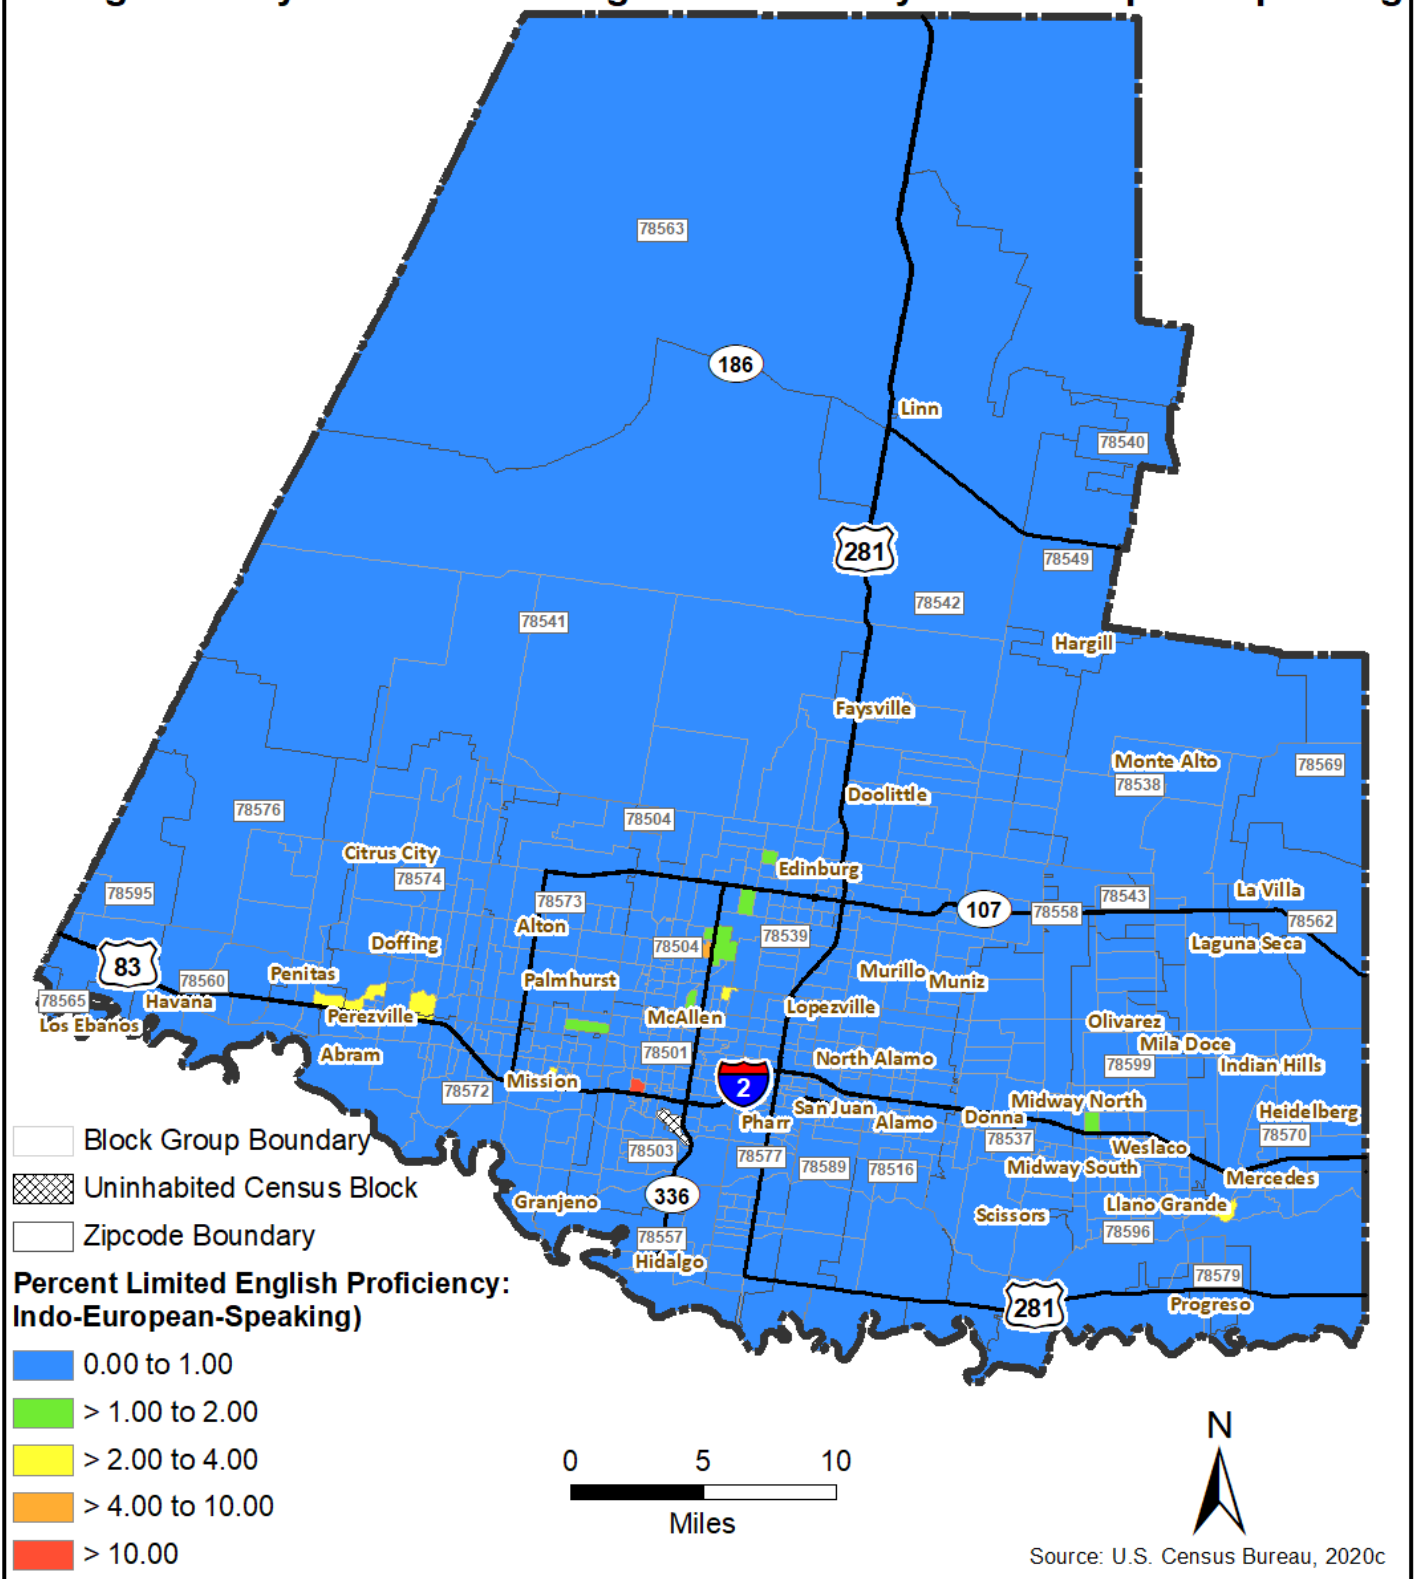 78563
186
Linn
78540
281
78549
78542
78541
Hargill
Faysville
Monte Alto
78569
78538
Doolittle
78576
78504
Citrus City
Edinburg
78574
78595
La Villa
78573
78543
107
78558
78562
Alton
78539
Doffing
78504
Laguna Seca
83
Penitas
Murillo
Muniz
78560
Palmhurst
78565
Havana
Lopezville
Perezville
McAllen
Los Ebanos
Olivarez
Mila Doce
Abram
78501
North Alamo
78599
Indian Hills
Mission
2
78572
Midway North
San Juan
Donna
Heidelberg
Pharr
Alamo
78570
78537
Weslaco
78503
78577
78589
78516
Midway South
Mercedes
336
Granjeno
Llano Grande
Scissors
78557
78596
Hidalgo
78579
281
Progreso
Block Group Boundary
Uninhabited Census Block
Zipcode Boundary
Percent Limited English Proficiency:
Indo-European-Speaking)
0.00 to 1.00
> 1.00 to 2.00
> 2.00 to 4.00
> 4.00 to 10.00
> 10.00
0 5 10
Miles
N
Source: U.S. Census Bureau, 2020c